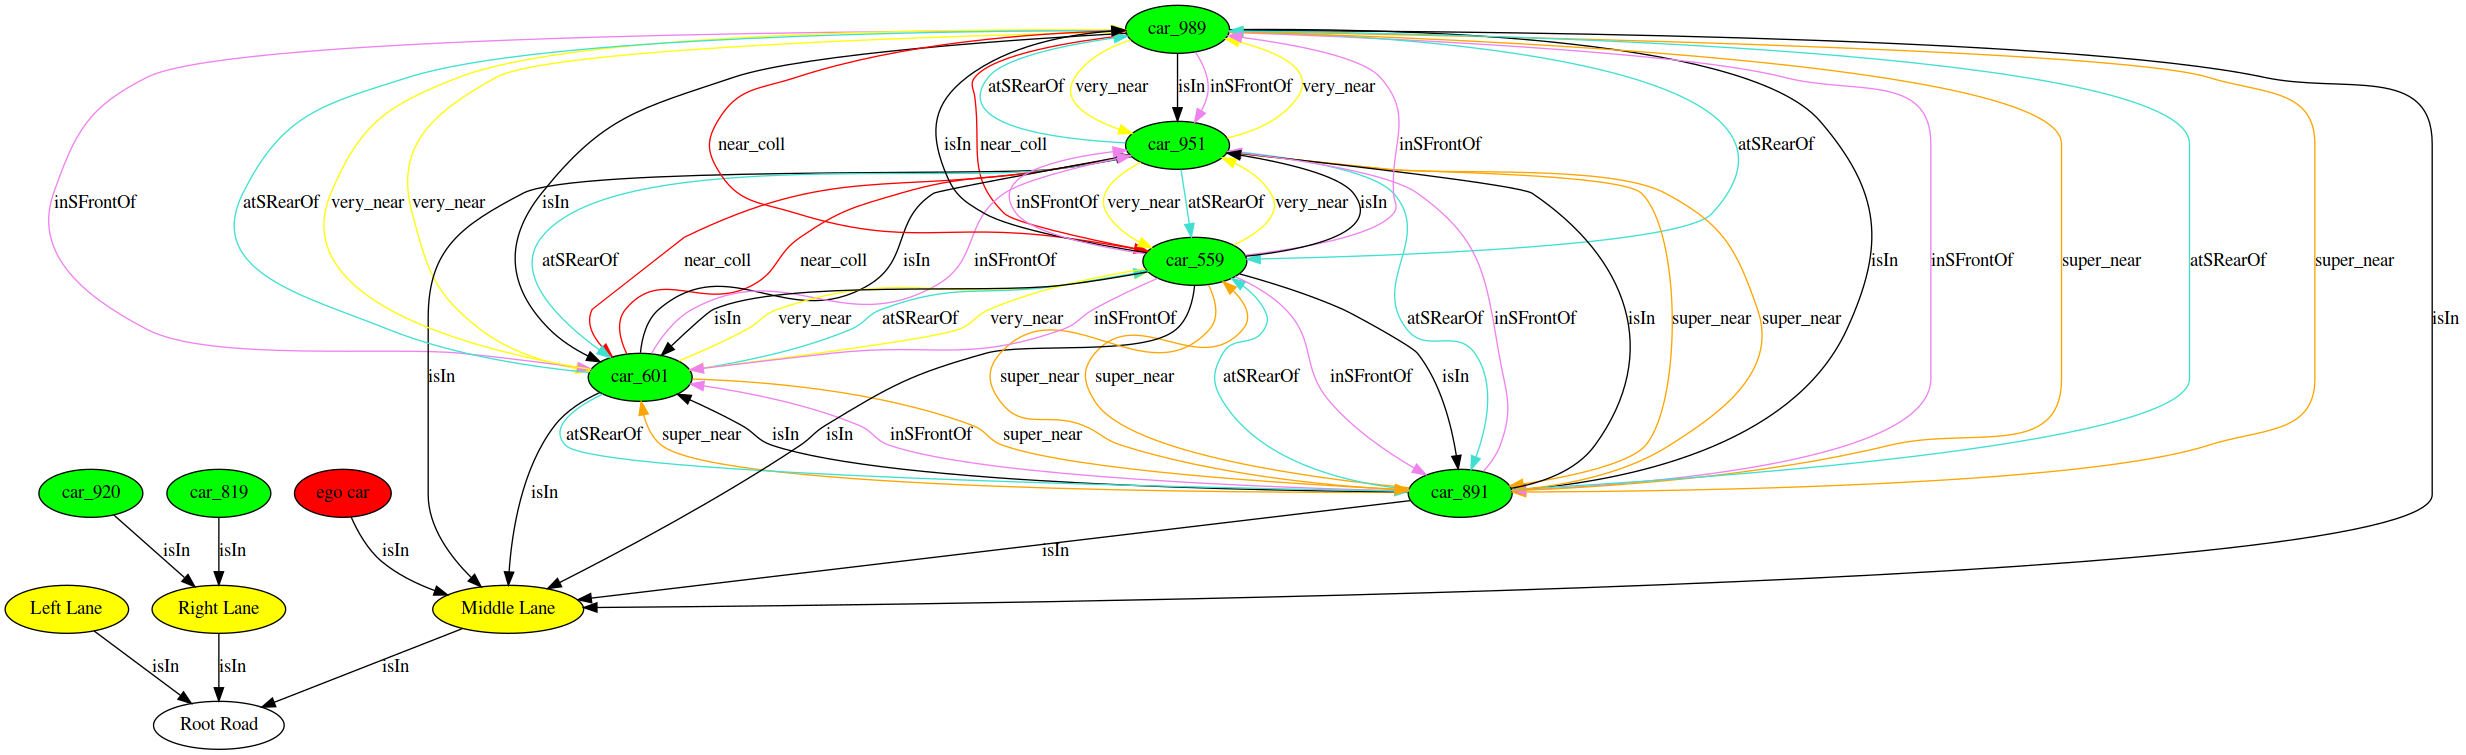 car_989
atSRearOf very_near isIn inSFrontOf very_near
near_coll isIn near_coll car_951 inSFrontOf atSRearOf
inSFrontOf atSRearOf very_near very_near isIn inSFrontOf very_near atSRearOf very_near isIn
atSRearOf near_coll near_coll isIn inSFrontOf car_559 isIn inSFrontOf super_near atSRearOf super_near
isIn very_near atSRearOf very_near inSFrontOf atSRearOf inSFrontOf isIn super_near super_near isIn
isIn car_601 super_near super_near atSRearOf inSFrontOf isIn
atSRearOf super_near isIn isIn inSFrontOf super_near
car_920 car_819 ego car isIn car_891
isIn isIn isIn isIn
Left Lane Right Lane Middle Lane
isIn isIn isIn
Root Road